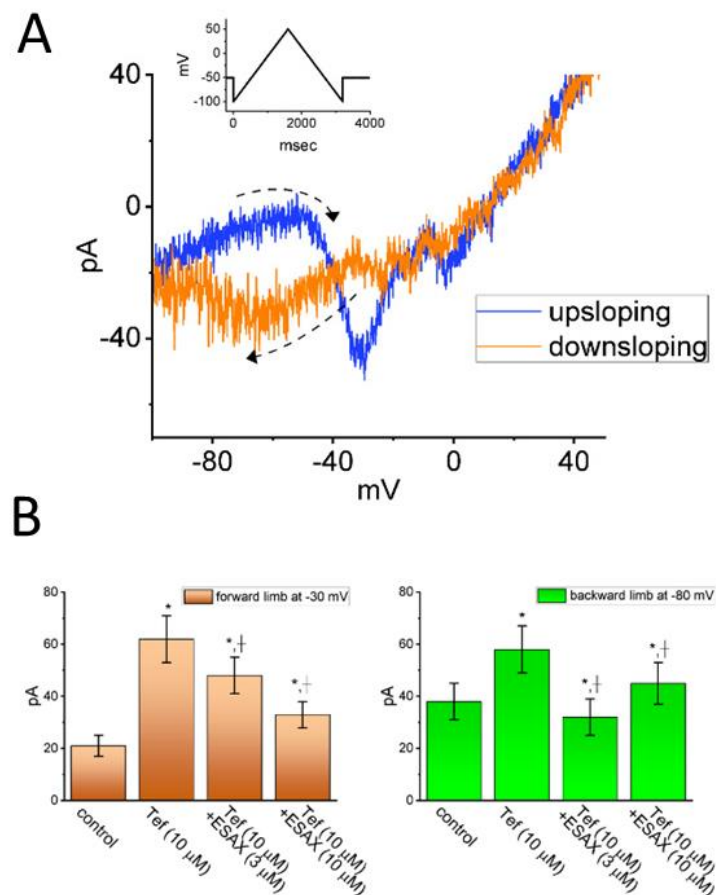 A
50
0
-50
-100
mV
0
2000
4000
msec
40
0
-40
pA
upsloping
downsloping
-80
-40
0
40
mV
B
80
60
40
20
0
pA
forward limb at -30 mV
*
*,┼
*,┼
control
Tef (10 μM)
Tef (10 μM)
+ESAX (3 μM)
Tef (10 μM)
+ESAX (10 μM)
80
60
40
20
0
pA
backward limb at -80 mV
*
*,┼
*,┼
control
Tef (10 μM)
Tef (10 μM)
+ESAX (3 μM)
Tef (10 μM)
+ESAX (10 μM)